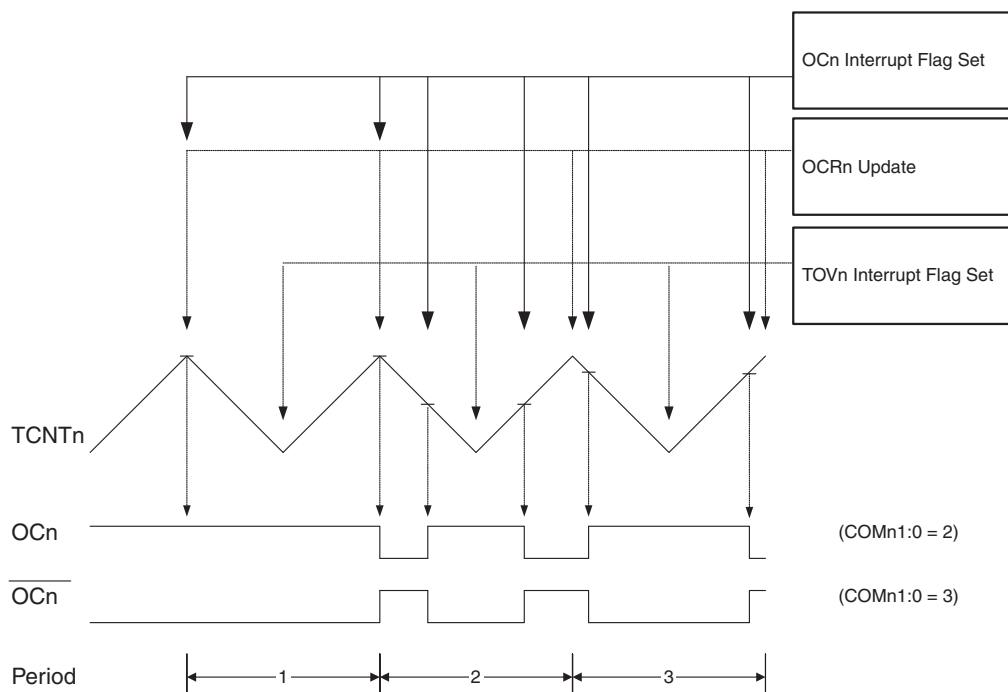 OCn Interrupt Flag Set
OCRn Update
TOVn Interrupt Flag Set
TCNTn
OCn
(COMn1:0 = 2)
OCn
(COMn1:0 = 3)
Period
1
2
3